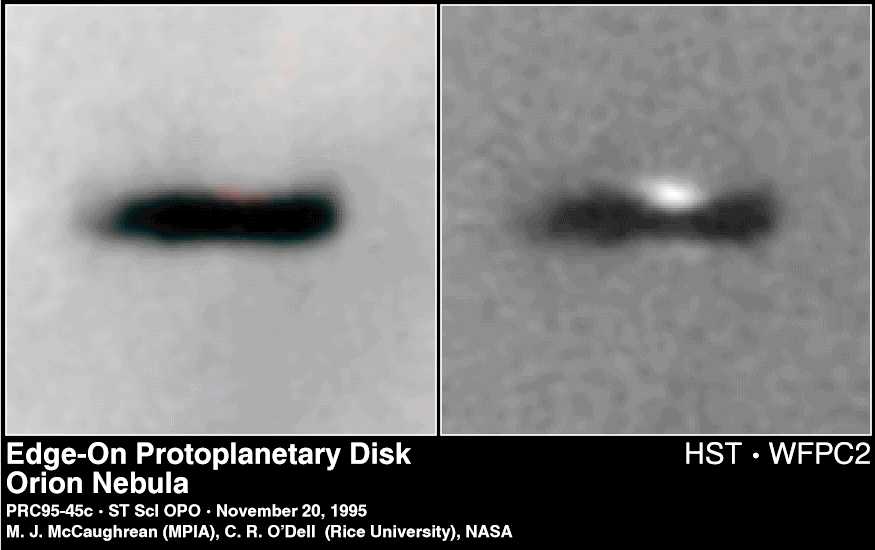 Edge-On Protoplanetary Disk
Orion Nebula
HST · WFPC2
PRC95-45c · ST ScI OPO · November 20, 1995
M. J. McCaughrean (MPIA), C. R. O'Dell (Rice University), NASA